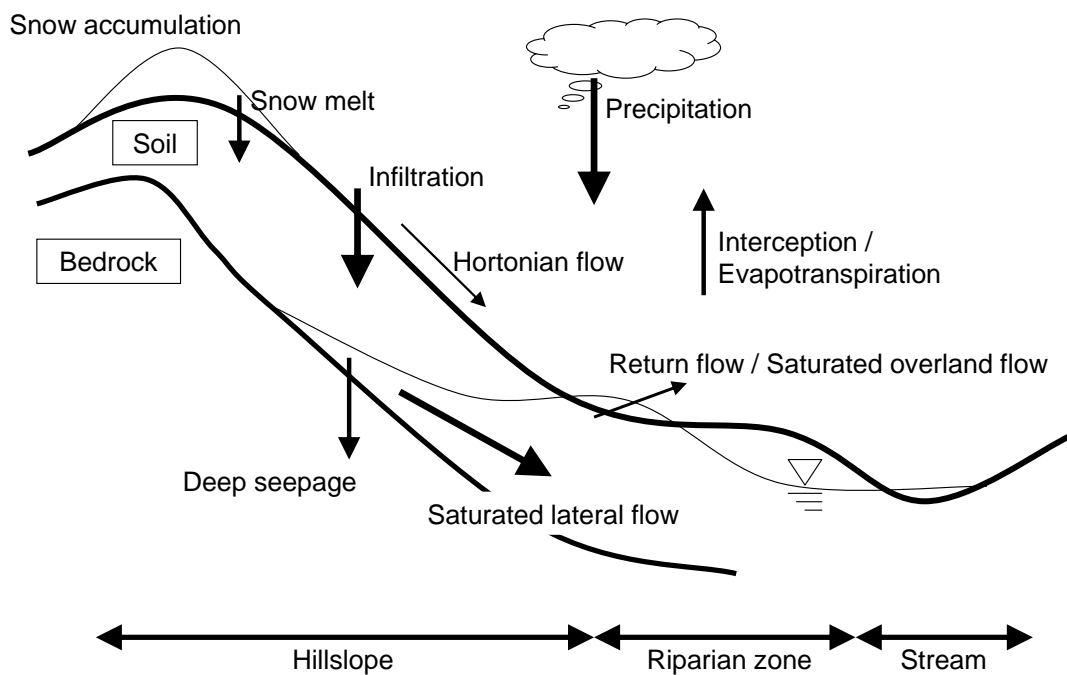 Snow accumulation
Snow melt
Precipitation
Soil
Infiltration
Bedrock
Hortonian flow
Interception /
Evapotranspiration
Return flow / Saturated overland flow
Deep seepage
Saturated lateral flow
Hillslope
Riparian zone
Stream